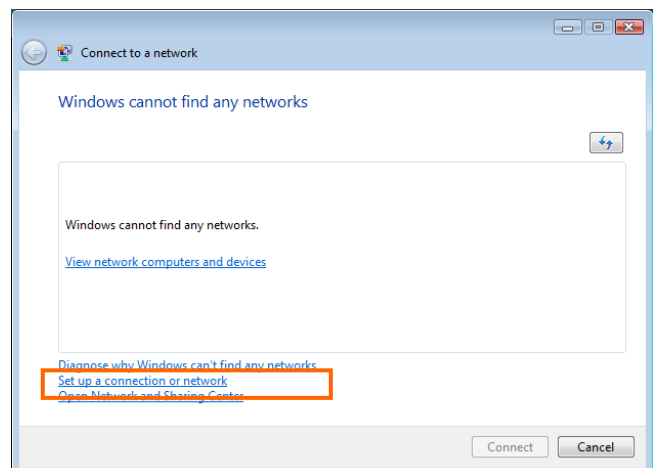 Connect to a network
Windows cannot find any networks
Windows cannot find any networks.
View network computers and devices
Diagnose why Windows can't find any networks
Set up a connection or network
Open Network and Sharing Center
Connect
Cancel